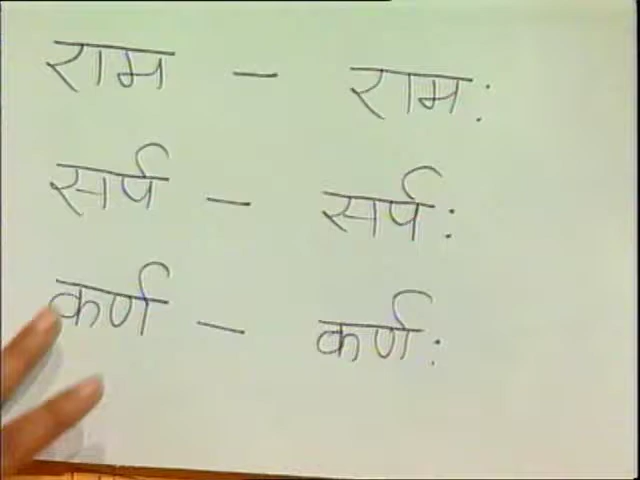 राम - रामः
सर्प - सर्पः
कर्ण - कर्णः